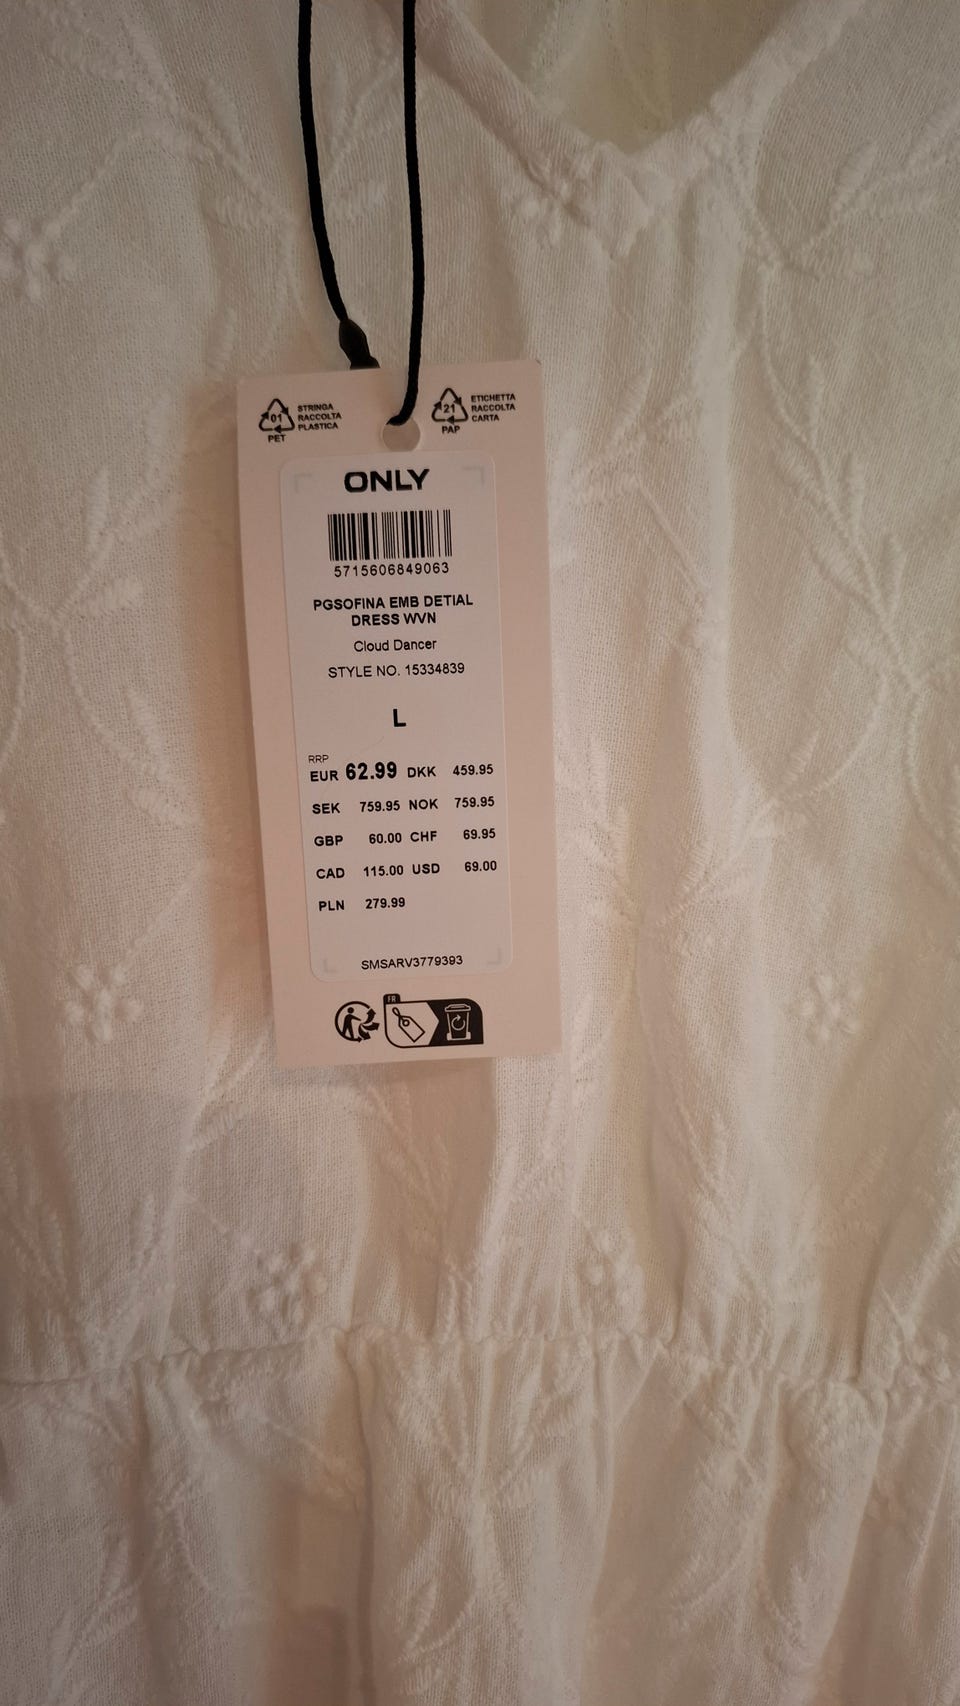 01
PET
STRINGA
RACCOLTA
PLASTICA
21
PAP
ETICHETTA
RACCOLTA
CARTA
ONLY
5715606849063
PGSOFINA EMB DETIAL
DRESS WVN
Cloud Dancer
STYLE NO. 15334839
L
RRP
EUR 62.99 DKK 459.95
SEK 759.95 NOK 759.95
GBP 60.00 CHF 69.95
CAD 115.00 USD 69.00
PLN 279.99
SMSARV3779393
FR